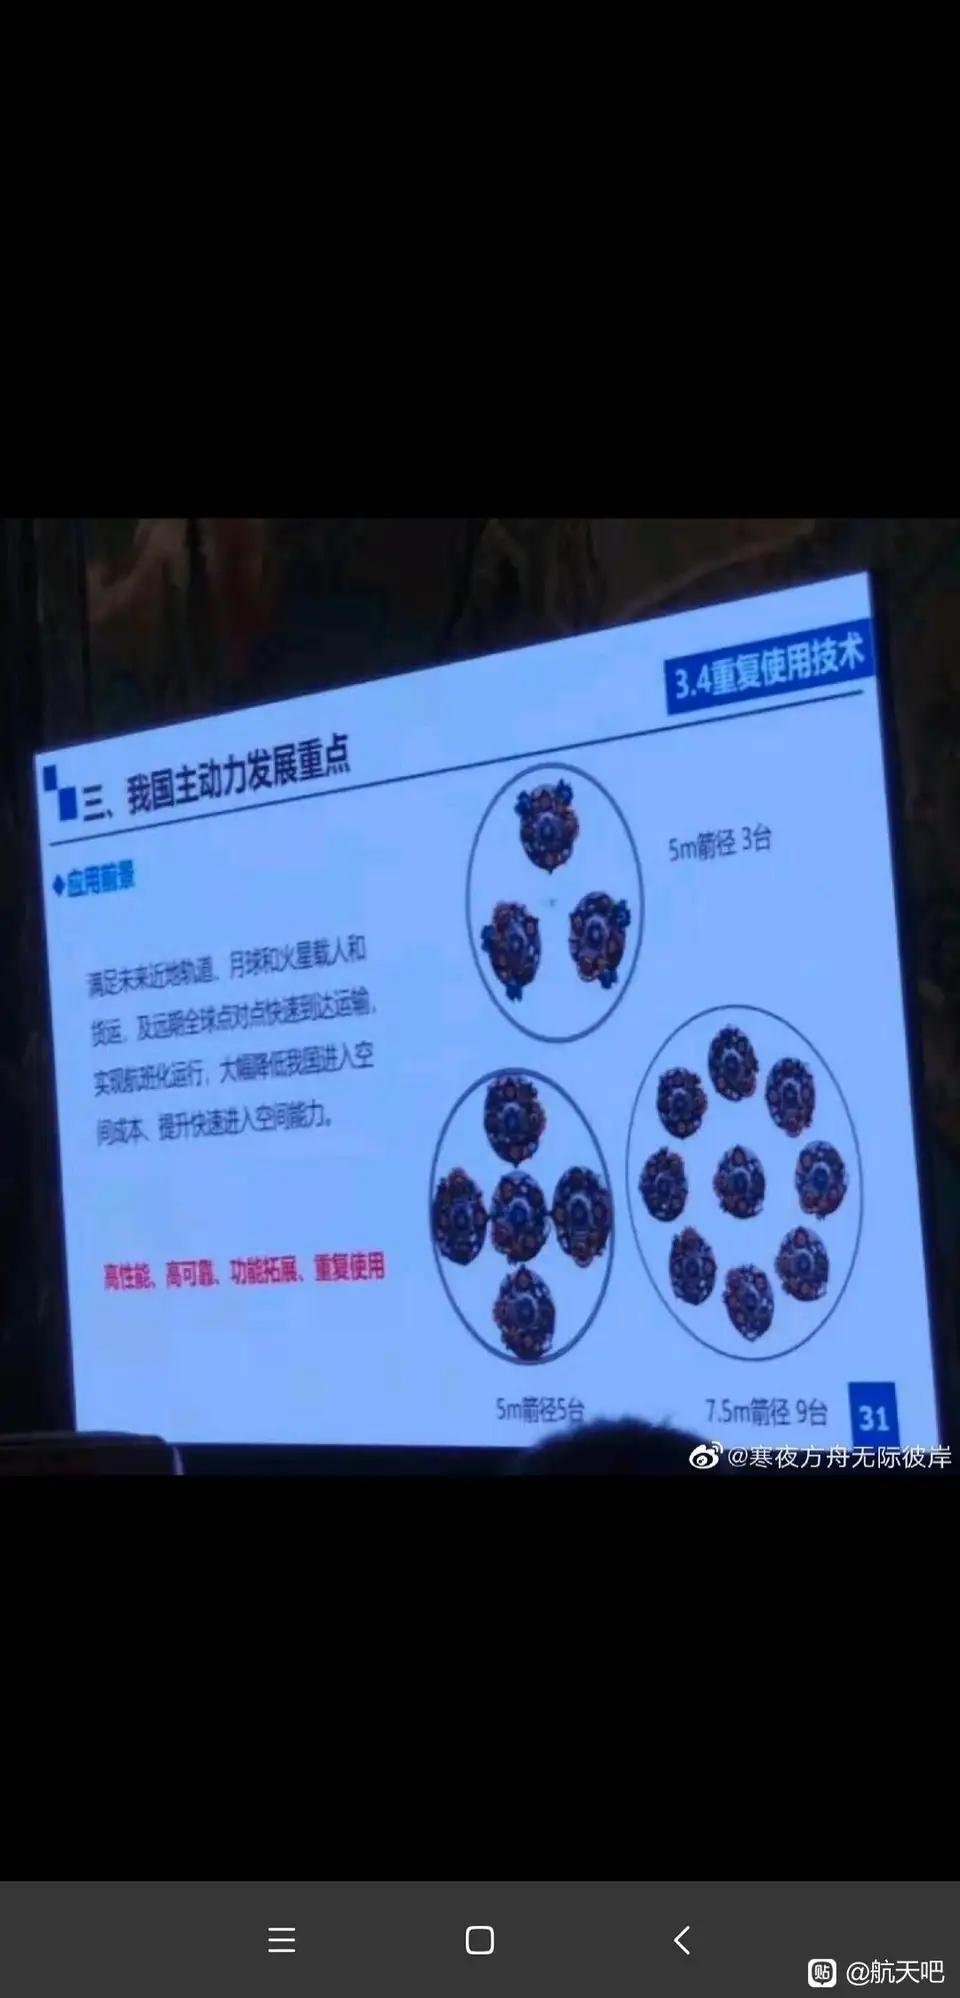 3.4重复使用技术
三、我国主动力发展重点
◆应用前景
满足未来近地轨道、月球和火星载人和
货运，及远期全球点对点快速到达运输，
实现航班化运行，大幅降低我国进入空
间成本、提升快速进入空间能力。
高性能、高可靠、功能拓展、重复使用
5m箭径 3台
5m箭径5台
7.5m箭径 9台
31
@寒夜方舟无际彼岸
贴 @航天吧